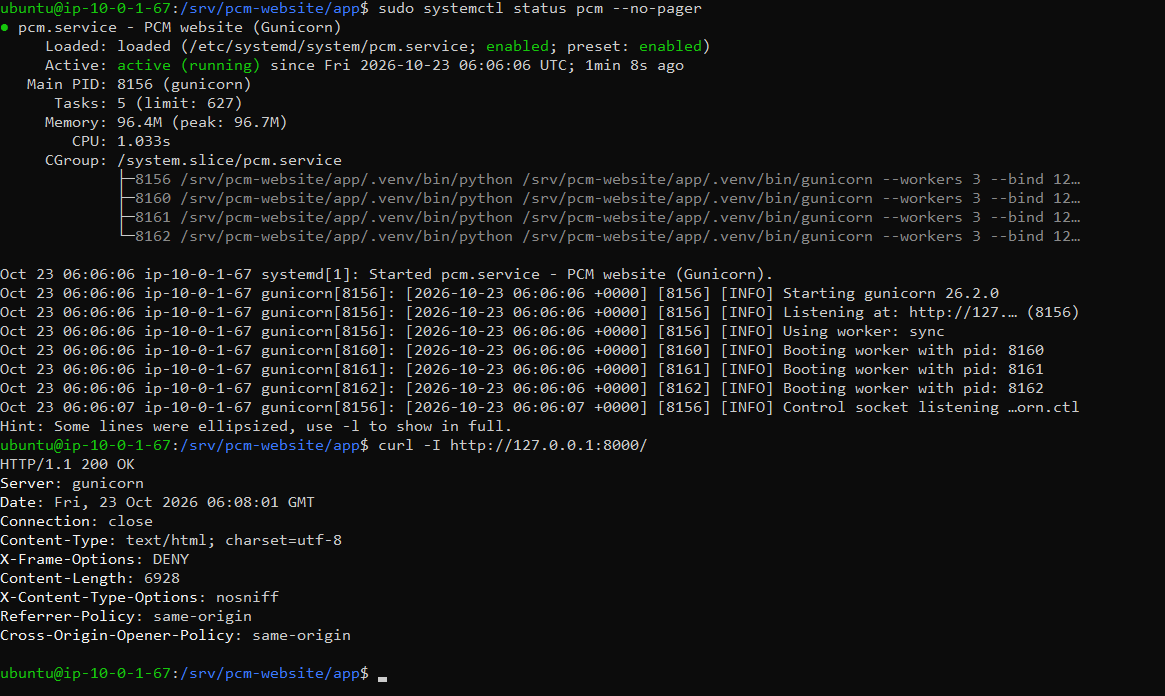 ubuntu@ip-10-0-1-67:/srv/pcm-website/app$ sudo systemctl status pcm --no-pager
● pcm.service - PCM website (Gunicorn)
     Loaded: loaded (/etc/systemd/system/pcm.service; enabled; preset: enabled)
     Active: active (running) since Fri 2026-10-23 06:06:06 UTC; 1min 8s ago
   Main PID: 8156 (gunicorn)
      Tasks: 5 (limit: 627)
     Memory: 96.4M (peak: 96.7M)
        CPU: 1.033s
     CGroup: /system.slice/pcm.service
             ├─8156 /srv/pcm-website/app/.venv/bin/python /srv/pcm-website/app/.venv/bin/gunicorn --workers 3 --bind 12…
             ├─8160 /srv/pcm-website/app/.venv/bin/python /srv/pcm-website/app/.venv/bin/gunicorn --workers 3 --bind 12…
             ├─8161 /srv/pcm-website/app/.venv/bin/python /srv/pcm-website/app/.venv/bin/gunicorn --workers 3 --bind 12…
             └─8162 /srv/pcm-website/app/.venv/bin/python /srv/pcm-website/app/.venv/bin/gunicorn --workers 3 --bind 12…

Oct 23 06:06:06 ip-10-0-1-67 systemd[1]: Started pcm.service - PCM website (Gunicorn).
Oct 23 06:06:06 ip-10-0-1-67 gunicorn[8156]: [2026-10-23 06:06:06 +0000] [8156] [INFO] Starting gunicorn 26.2.0
Oct 23 06:06:06 ip-10-0-1-67 gunicorn[8156]: [2026-10-23 06:06:06 +0000] [8156] [INFO] Listening at: http://127.… (8156)
Oct 23 06:06:06 ip-10-0-1-67 gunicorn[8156]: [2026-10-23 06:06:06 +0000] [8156] [INFO] Using worker: sync
Oct 23 06:06:06 ip-10-0-1-67 gunicorn[8160]: [2026-10-23 06:06:06 +0000] [8160] [INFO] Booting worker with pid: 8160
Oct 23 06:06:06 ip-10-0-1-67 gunicorn[8161]: [2026-10-23 06:06:06 +0000] [8161] [INFO] Booting worker with pid: 8161
Oct 23 06:06:06 ip-10-0-1-67 gunicorn[8162]: [2026-10-23 06:06:06 +0000] [8162] [INFO] Booting worker with pid: 8162
Oct 23 06:06:07 ip-10-0-1-67 gunicorn[8156]: [2026-10-23 06:06:07 +0000] [8156] [INFO] Control socket listening …orn.ctl
Hint: Some lines were ellipsized, use -l to show in full.
ubuntu@ip-10-0-1-67:/srv/pcm-website/app$ curl -I http://127.0.0.1:8000/
HTTP/1.1 200 OK
Server: gunicorn
Date: Fri, 23 Oct 2026 06:08:01 GMT
Connection: close
Content-Type: text/html; charset=utf-8
X-Frame-Options: DENY
Content-Length: 6928
X-Content-Type-Options: nosniff
Referrer-Policy: same-origin
Cross-Origin-Opener-Policy: same-origin

ubuntu@ip-10-0-1-67:/srv/pcm-website/app$